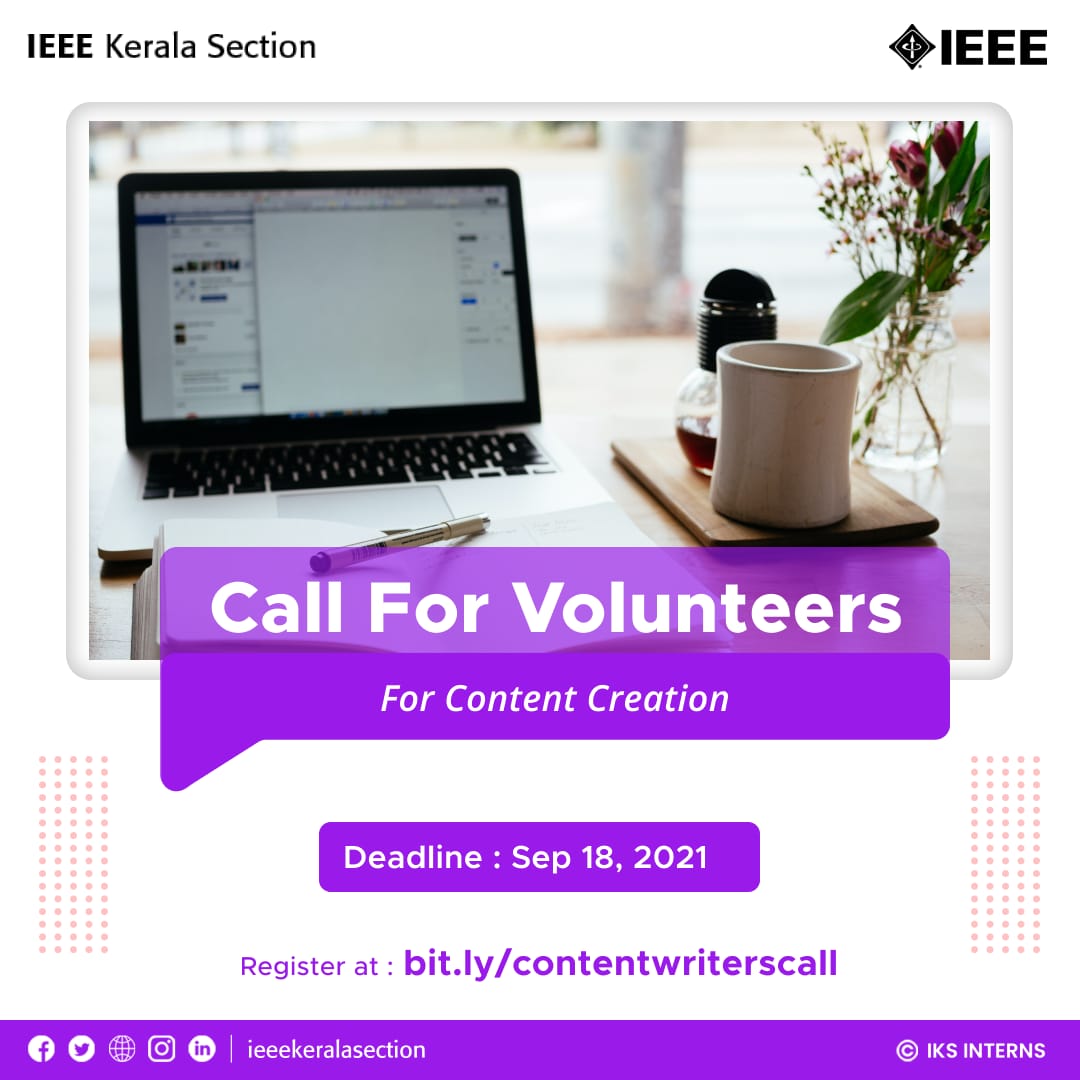 IEEE Kerala Section
IEEE
Call For Volunteers
For Content Creation
Deadline : Sep 18, 2021
Register at : bit.ly/contentwriterscall
ieeekeralasection
© IKS INTERNS